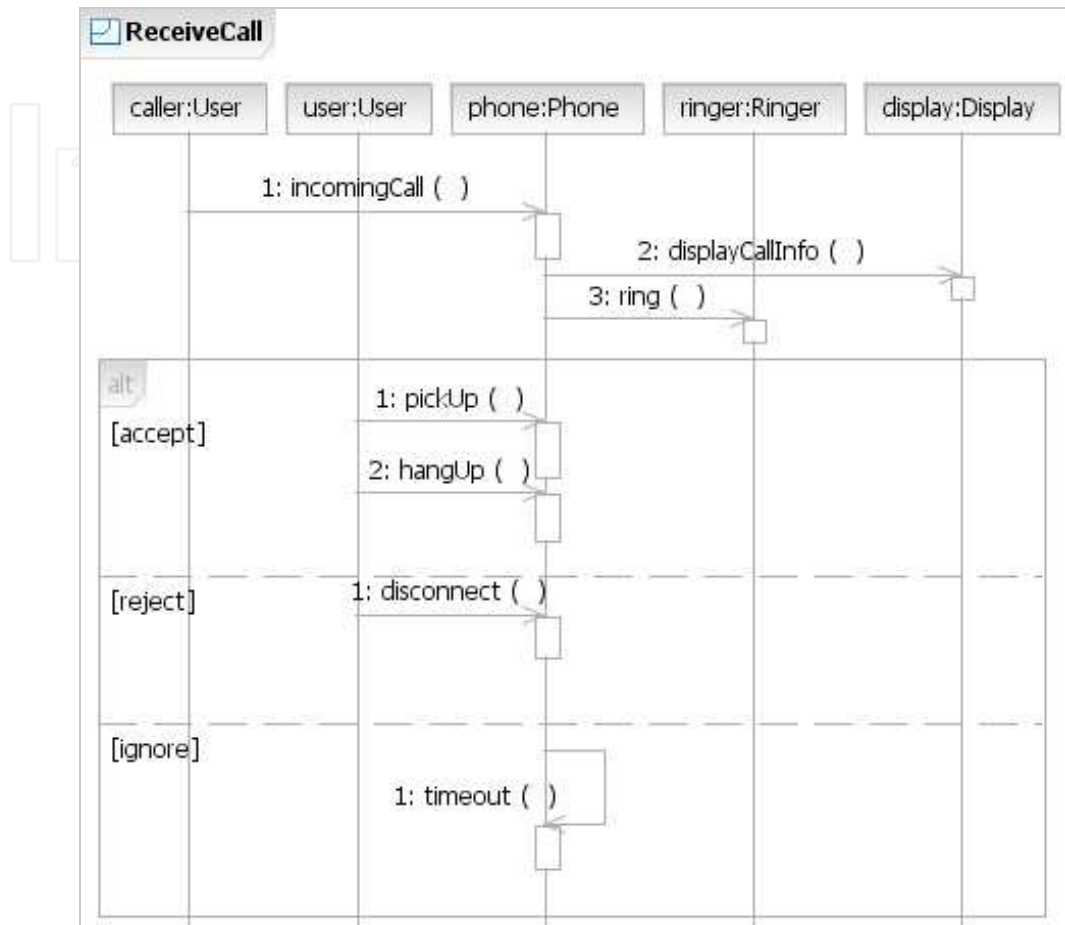 ReceiveCall
caller:User user:User phone:Phone ringer:Ringer display:Display
1: incomingCall (  )
2: displayCallInfo (  )
3: ring (  )
alt
1: pickUp (  )
[accept]
2: hangUp (  )
1: disconnect (  )
[reject]
[ignore]
1: timeout (  )